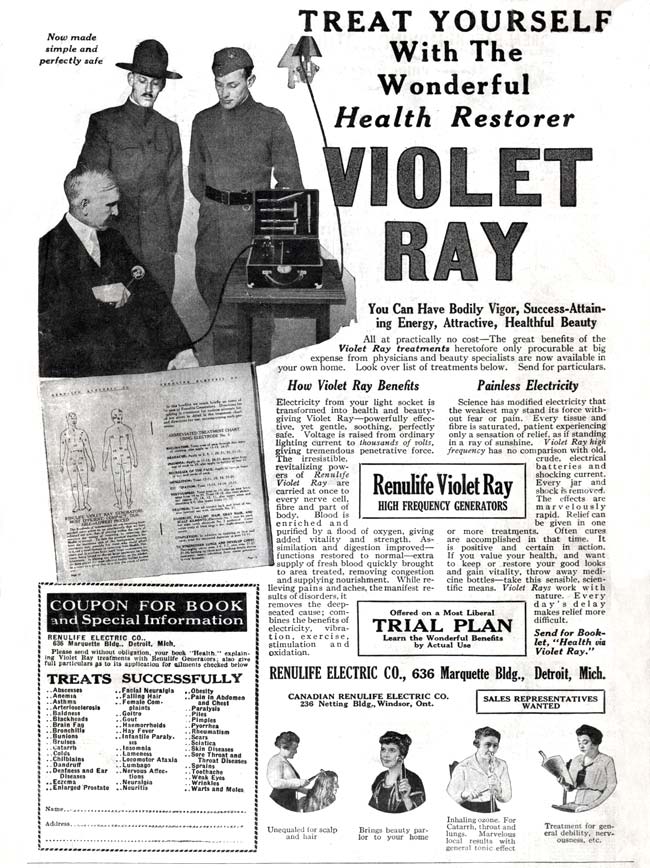 Now made
simple and
perfectly safe
TREAT YOURSELF
With The
Wonderful
Health Restorer
VIOLET
RAY
You Can Have Bodily Vigor, Success-Attain-
ing Energy, Attractive, Healthful Beauty
All at practically no cost—The great benefits of the
Violet Ray treatments heretofore only procurable at big
expense from physicians and beauty specialists are now available in
your own home. Look over list of treatments below. Send for particulars.
How Violet Ray Benefits
Electricity from your light socket is
transformed into health and beauty-
giving Violet Ray—powerfully effec-
tive, yet gentle, soothing, perfectly
safe. Voltage is raised from ordinary
lighting current to thousands of volts,
giving tremendous penetrative force.
The irresistible,
revitalizing pow-
ers of Renulife
Violet Ray are
carried at once to
every nerve cell,
fibre and part of
body. Blood is
enriched and
purified by a flood of oxygen, giving
added vitality and strength. As-
similation and digestion improved—
functions restored to normal—extra
supply of fresh blood quickly brought
to area treated, removing congestion
and supplying nourishment. While re-
lieving pains and aches, the manifest re-
sults of disorders, it
removes the deep-
seated cause; com-
bines the benefits of
electricity, vibra-
tion, exercise,
stimulation and
oxidation.
Painless Electricity
Science has modified electricity that
the weakest may stand its force with-
out fear or pain. Every tissue and
fibre is saturated, patient experiencing
only a sensation of relief, as if standing
in a ray of sunshine. Violet Ray high
frequency has no comparison with old,
crude, electrical
batteries and
shocking current.
Every jar and
shock is removed.
The effects are
marvelously
rapid. Relief can
be given in one
or more treatments. Often cures
are accomplished in that time. It
is positive and certain in action.
If you value your health, and want
to keep or restore your good looks
and gain vitality, throw away medi-
cine bottles—take this sensible, scien-
tific means. Violet Rays work with
nature. Every
day's delay
makes relief more
difficult.
Send for Book-
let, "Health via
Violet Ray."
Renulife Violet Ray
HIGH FREQUENCY GENERATORS
Offered on a Most Liberal
TRIAL PLAN
Learn the Wonderful Benefits
by Actual Use
RENULIFE ELECTRIC CO., 636 Marquette Bldg., Detroit, Mich.
CANADIAN RENULIFE ELECTRIC CO.
236 Netting Bldg., Windsor, Ont.
SALES REPRESENTATIVES
WANTED
Unequaled for scalp
and hair
Brings beauty par-
lor to your home
Inhaling ozone. For
Catarrh, throat and
lungs. Marvelous
local results with
general tonic effect
Treatment for gen-
eral debility, nerv-
ousness, etc.
ABBREVIATED TREATMENT CHART
COUPON FOR BOOK
and Special Information
RENULIFE ELECTRIC CO.,
636 Marquette Bldg., Detroit, Mich.
Please send without obligation, your book "Health," explain-
ing Violet Ray treatments with Renulife Generators; also give
full particulars as to its application for ailments checked below
TREATS SUCCESSFULLY
..Abscesses
..Anemia
..Asthma
..Arteriosclerosis
..Baldness
..Blackheads
..Brain Fag
..Bronchitis
..Bunions
..Bruises
..Catarrh
..Colds
..Chilblains
..Dandruff
..Deafness and Ear
Diseases
..Eczema
..Enlarged Prostate
..Facial Neuralgia
..Falling Hair
..Female Com-
plaints
..Goitre
..Gout
..Haemorrhoids
..Hay Fever
..Infantile Paraly-
sis
..Insomnia
..Lameness
..Locomotor Ataxia
..Lumbago
..Nervous Affec-
tions
..Neuralgia
..Neuritis
..Obesity
..Pain in Abdomen
and Chest
..Paralysis
..Piles
..Pimples
..Pyorrhea
..Rheumatism
..Scars
..Sciatica
..Skin Diseases
..Sore Throat and
Throat Diseases
..Sprains
..Toothache
..Weak Eyes
..Wrinkles
..Warts and Moles
Name
Address